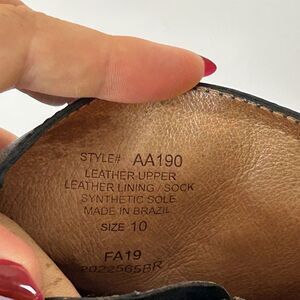 STYLE# AA190
LEATHER UPPER
LEATHER LINING / SOCK
SYNTHETIC SOLE
MADE IN BRAZIL
SIZE 10
FA19
2022565BR